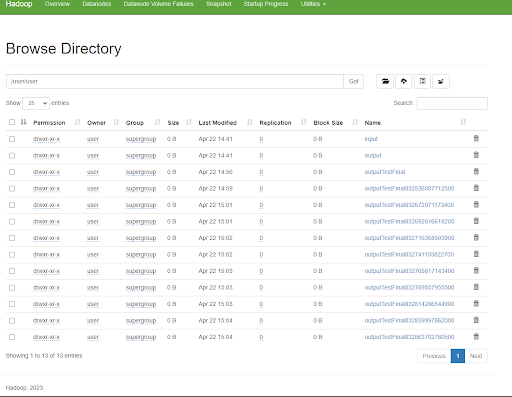 Hadoop Overview Datanodes Datanode Volume Failures Snapshot Startup Progress Utilities
Browse Directory
/user/user Go!
Show 25 entries Search:
Permission Owner Group Size Last Modified Replication Block Size Name
drwxr-xr-x user supergroup 0 B Apr 22 14:41 0 0 B input
drwxr-xr-x user supergroup 0 B Apr 22 14:41 0 0 B output
drwxr-xr-x user supergroup 0 B Apr 22 14:56 0 0 B outputTestFinal
drwxr-xr-x user supergroup 0 B Apr 22 14:59 0 0 B outputTestFinal832536087712500
drwxr-xr-x user supergroup 0 B Apr 22 15:01 0 0 B outputTestFinal832672071173400
drwxr-xr-x user supergroup 0 B Apr 22 15:01 0 0 B outputTestFinal832692616618200
drwxr-xr-x user supergroup 0 B Apr 22 15:02 0 0 B outputTestFinal832716368503900
drwxr-xr-x user supergroup 0 B Apr 22 15:02 0 0 B outputTestFinal832741103822700
drwxr-xr-x user supergroup 0 B Apr 22 15:03 0 0 B outputTestFinal832765817143400
drwxr-xr-x user supergroup 0 B Apr 22 15:03 0 0 B outputTestFinal832789557955500
drwxr-xr-x user supergroup 0 B Apr 22 15:03 0 0 B outputTestFinal832814286544900
drwxr-xr-x user supergroup 0 B Apr 22 15:04 0 0 B outputTestFinal832839997862000
drwxr-xr-x user supergroup 0 B Apr 22 15:04 0 0 B outputTestFinal832863702780500
Showing 1 to 13 of 13 entries Previous 1 Next
Hadoop, 2023.